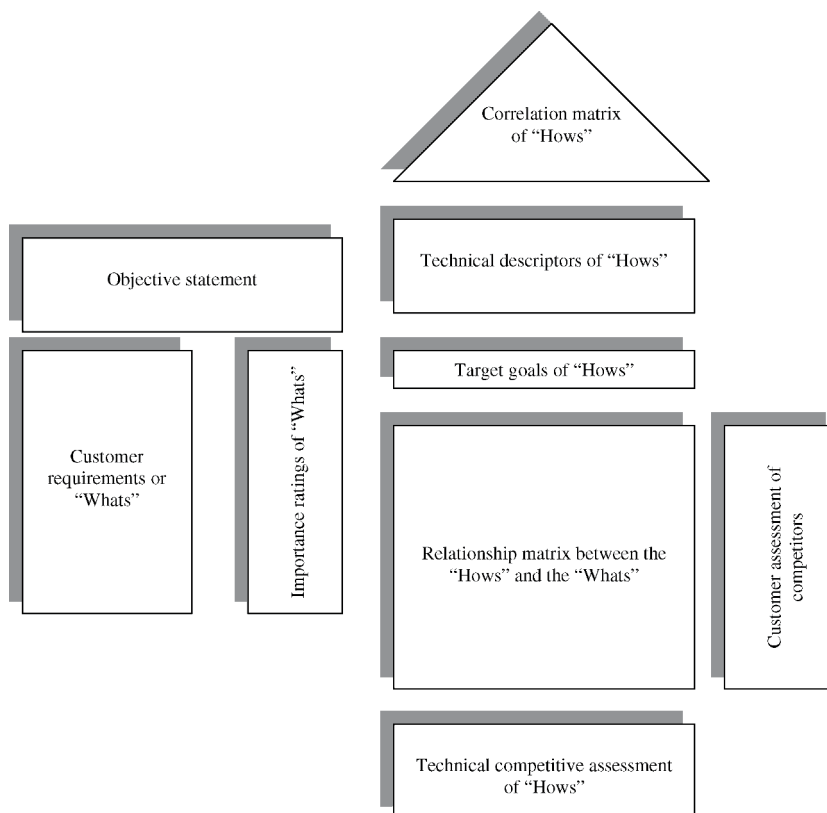 Correlation matrix
of “Hows”
Objective statement
Technical descriptors of “Hows”
Target goals of “Hows”
Customer
requirements or
“Whats”
Importance ratings of “Whats”
Relationship matrix between the
“Hows” and the “Whats”
Customer assessment of
competitors
Technical competitive assessment
of “Hows”